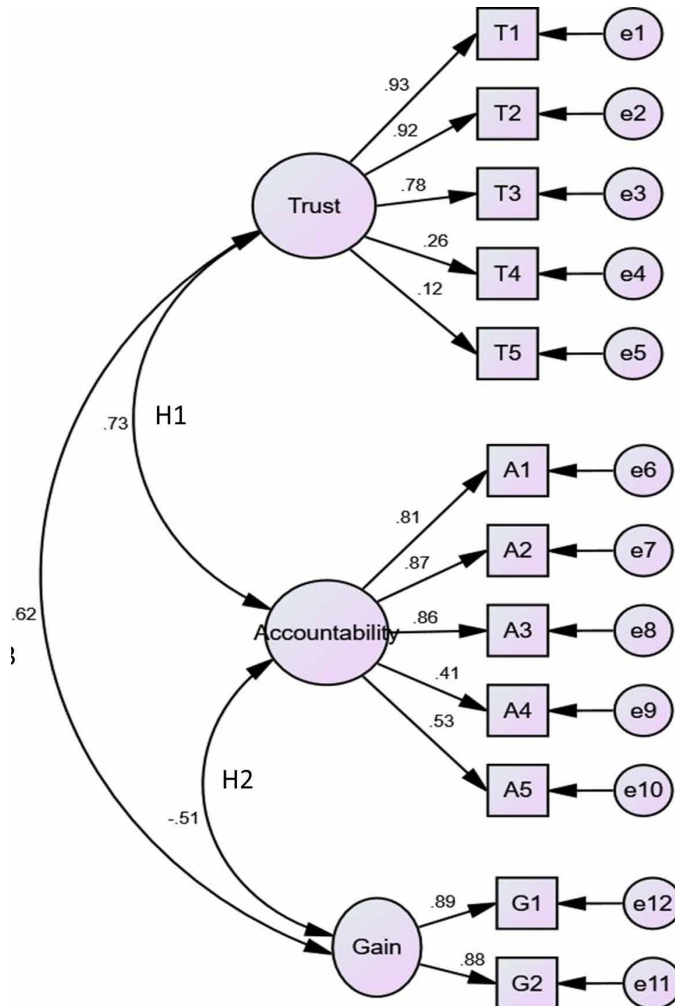 T1 e1
.93
T2 e2
.92
.78 T3 e3
Trust
.26
T4 e4
.12
T5 e5
H1
.73
A1 e6
.81
A2 e7
.87
.62
.86
Accountability A3 e8
.41
A4 e9
.53
A5 e10
H2
-.51
.89 G1 e12
Gain
.88
G2 e11